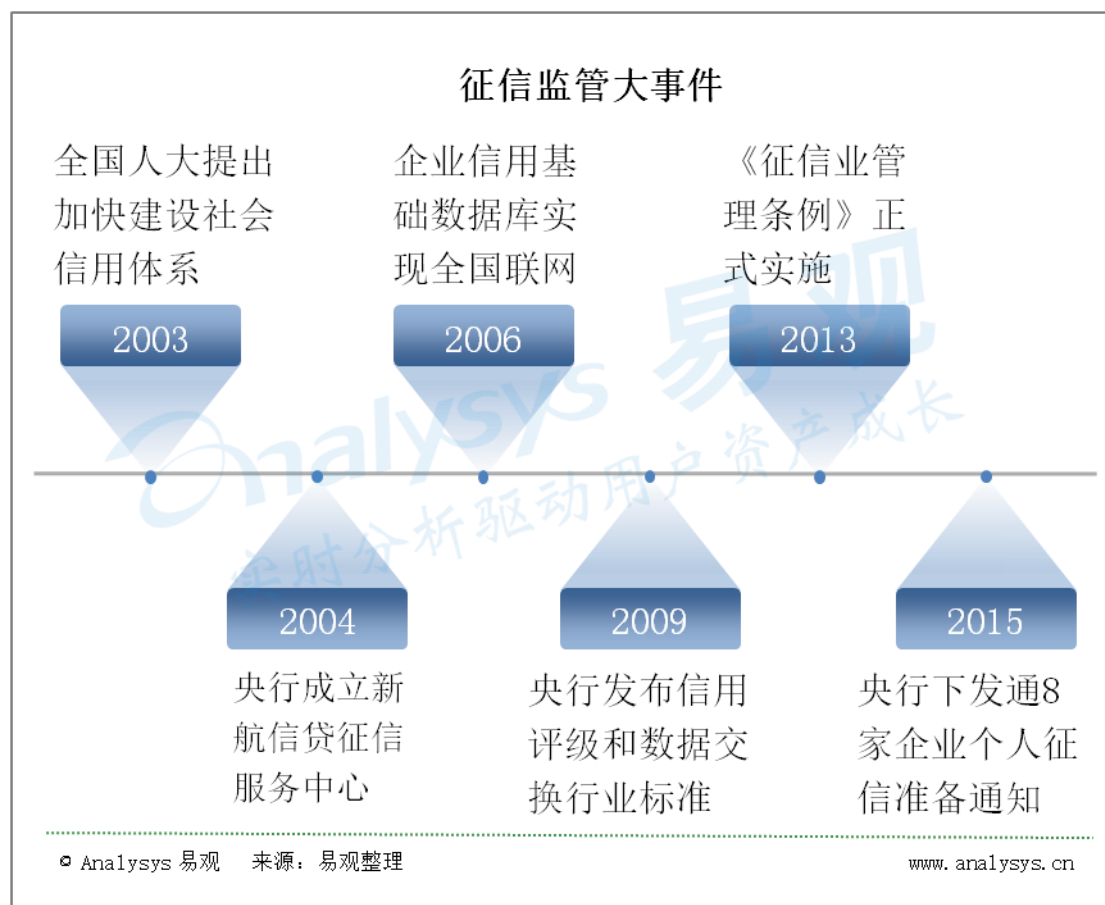 征信监管大事件
全国人大提出
加快建设社会
信用体系
企业信用基
础数据库实
现全国联网
《征信业管
理条例》正
式实施
2003
2006
2013
analysys 易观
实时分析驱动用户资产成长
2004
2009
2015
央行成立新
航信贷征信
服务中心
央行发布信用
评级和数据交
换行业标准
央行下发通8
家企业个人征
信准备通知
© Analysys 易观 来源: 易观整理
www.analysys.cn